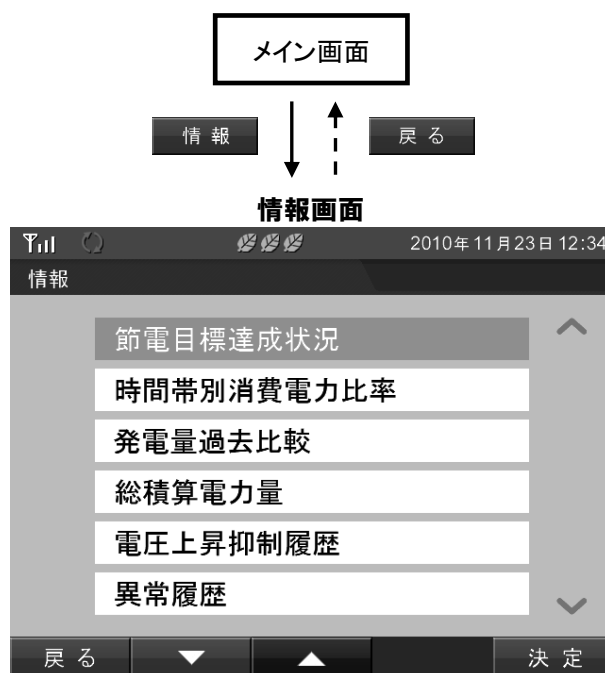 メイン画面
情 報
戻 る
情報画面
2010年11月23日 12:34
情報
節電目標達成状況
時間帯別消費電力比率
発電量過去比較
総積算電力量
電圧上昇抑制履歴
異常履歴
戻 る
決 定